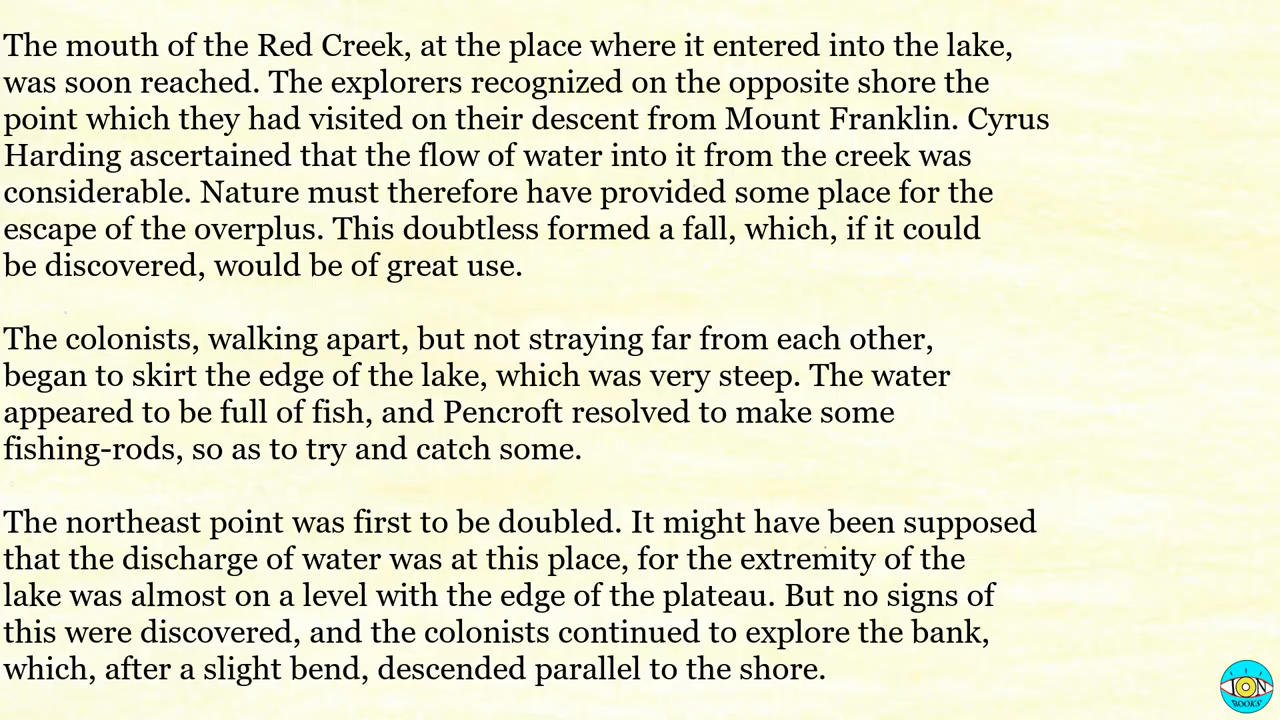 The mouth of the Red Creek, at the place where it entered into the lake,
was soon reached. The explorers recognized on the opposite shore the
point which they had visited on their descent from Mount Franklin. Cyrus
Harding ascertained that the flow of water into it from the creek was
considerable. Nature must therefore have provided some place for the
escape of the overplus. This doubtless formed a fall, which, if it could
be discovered, would be of great use.
The colonists, walking apart, but not straying far from each other,
began to skirt the edge of the lake, which was very steep. The water
appeared to be full of fish, and Pencroft resolved to make some
fishing-rods, so as to try and catch some.
The northeast point was first to be doubled. It might have been supposed
that the discharge of water was at this place, for the extremity of the
lake was almost on a level with the edge of the plateau. But no signs of
this were discovered, and the colonists continued to explore the bank,
which, after a slight bend, descended parallel to the shore.
ION
BOOKS